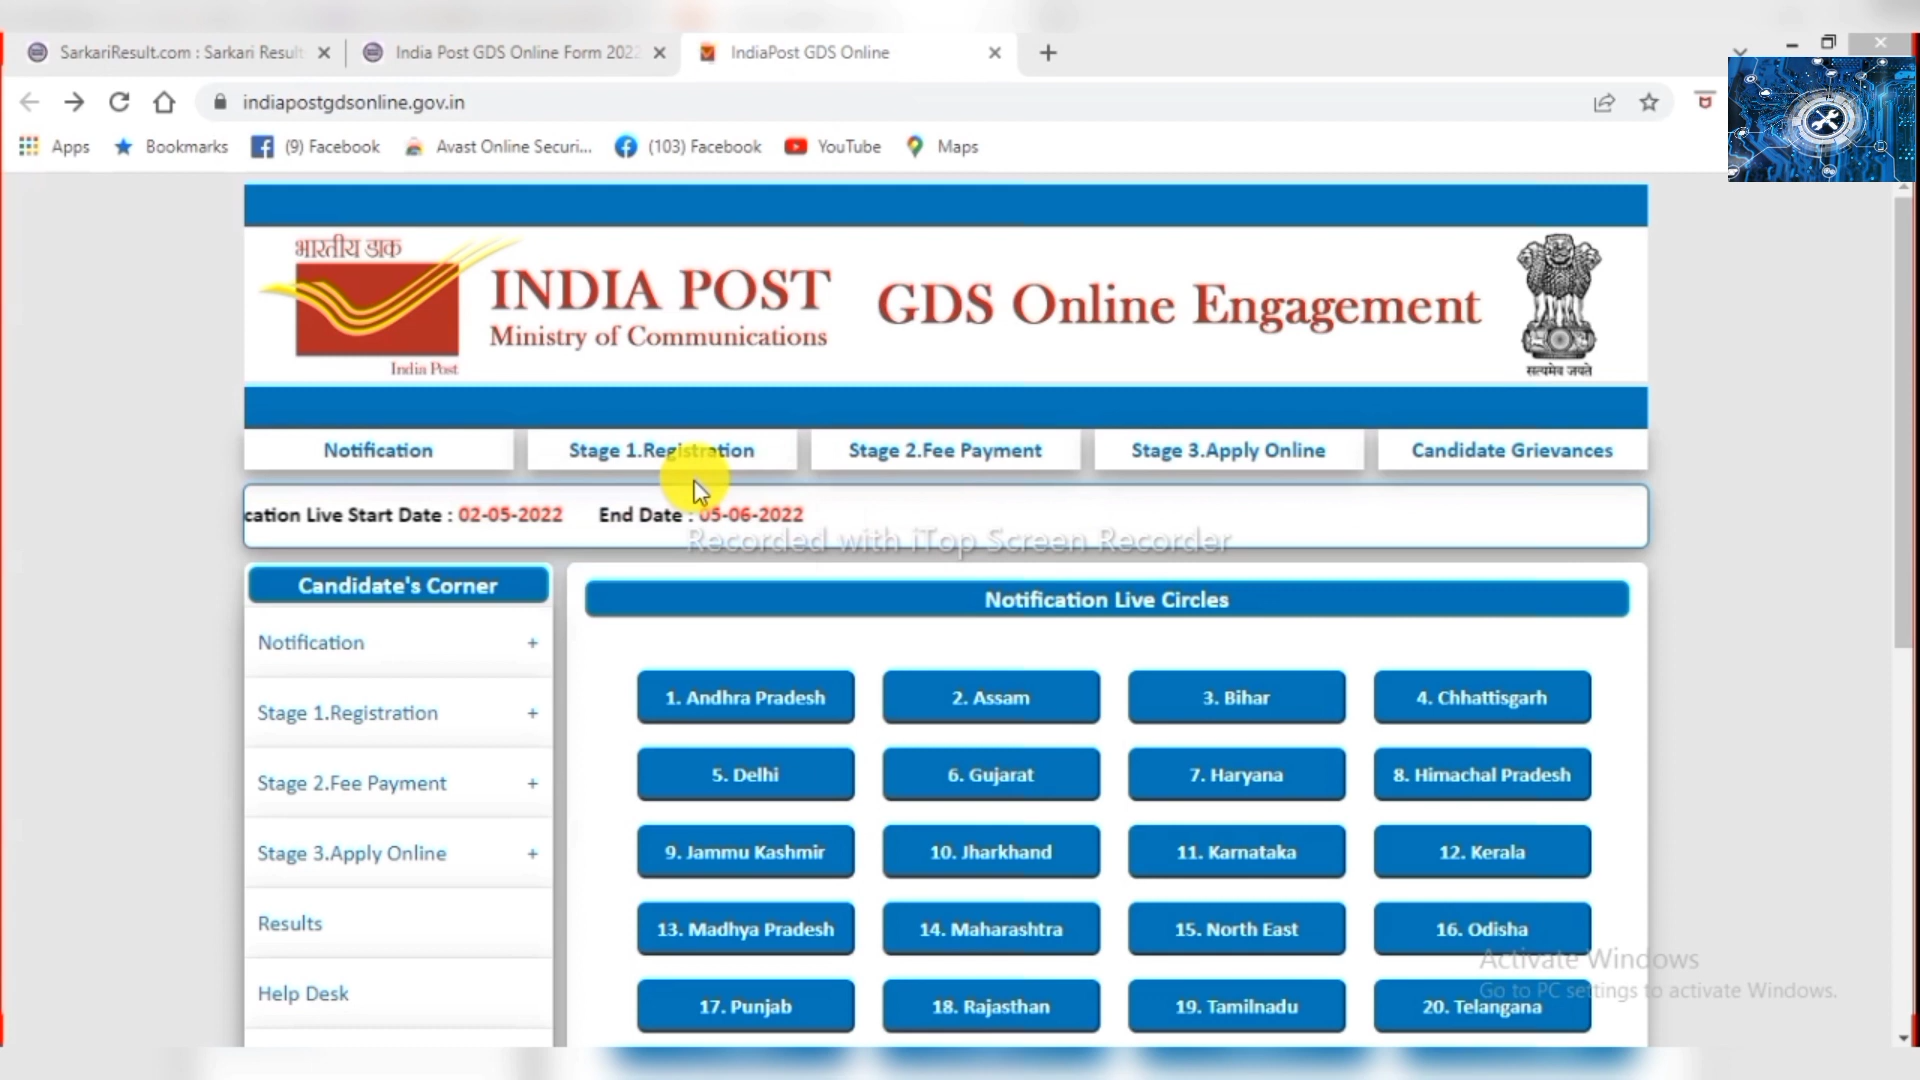 SarkariResult.com : Sarkari Result
India Post GDS Online Form 2022
IndiaPost GDS Online
indiapostgdsonline.gov.in
Apps
Bookmarks
(9) Facebook
Avast Online Securi...
(103) Facebook
YouTube
Maps
भारतीय डाक
India Post
INDIA POST
Ministry of Communications
GDS Online Engagement
सत्यमेव जयते
Notification
Stage 1.Registration
Stage 2.Fee Payment
Stage 3.Apply Online
Candidate Grievances
cation Live Start Date : 02-05-2022 End Date : 05-06-2022
Recorded with iTop Screen Recorder
Candidate's Corner
Notification +
Stage 1.Registration +
Stage 2.Fee Payment +
Stage 3.Apply Online +
Results
Help Desk
Notification Live Circles
1. Andhra Pradesh
2. Assam
3. Bihar
4. Chhattisgarh
5. Delhi
6. Gujarat
7. Haryana
8. Himachal Pradesh
9. Jammu Kashmir
10. Jharkhand
11. Karnataka
12. Kerala
13. Madhya Pradesh
14. Maharashtra
15. North East
16. Odisha
17. Punjab
18. Rajasthan
19. Tamilnadu
20. Telangana
Activate Windows
Go to PC settings to activate Windows.